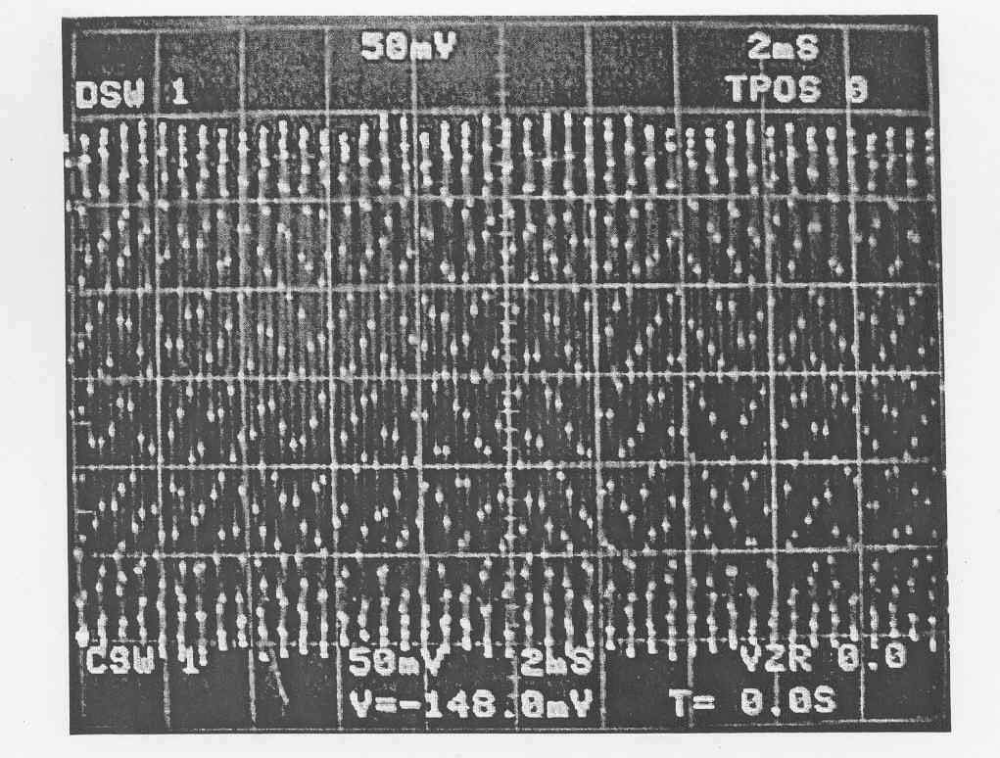 50mV 2mS
DSW 1 TPOS 0
CSW 1 50mV 2mS VZR 0.0
V=-148.0mV T= 0.0S